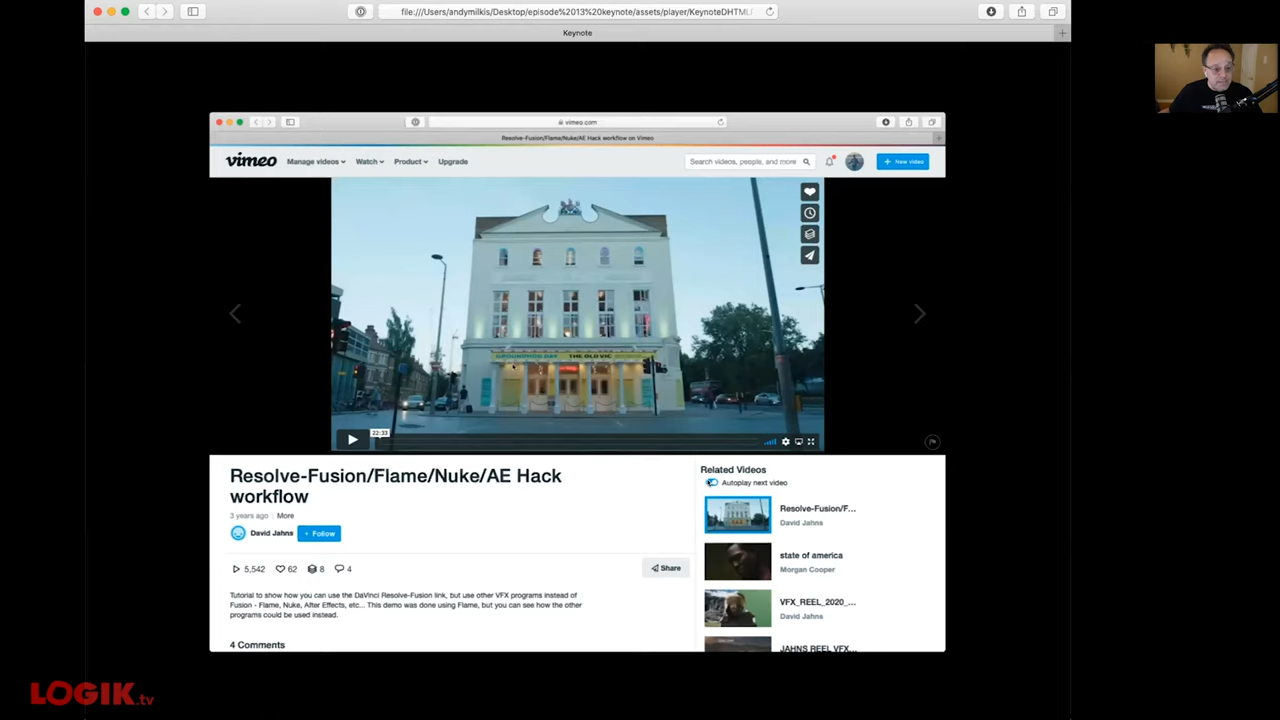 file:///Users/andymilkis/Desktop/episode%2013%20keynote/assets/player/KeynoteDHTML
Keynote
vimeo.com
Resolve-Fusion/Flame/Nuke/AE Hack workflow on Vimeo
vimeo
Manage videos
Watch
Product
Upgrade
Search videos, people, and more
+ New video
GROUNDHOG DAY
THE OLD VIC
22:33
Resolve-Fusion/Flame/Nuke/AE Hack
workflow
3 years ago
More
David Jahns
+ Follow
5,542
62
8
4
Share
Tutorial to show how you can use the DaVinci Resolve-Fusion link, but use other VFX programs instead of
Fusion - Flame, Nuke, After Effects, etc... This demo was done using Flame, but you can see how the other
programs could be used instead.
4 Comments
Related Videos
Autoplay next video
Resolve-Fusion/F...
David Jahns
state of america
Morgan Cooper
VFX_REEL_2020_...
David Jahns
JAHNS REEL VFX...
LOGIK.tv